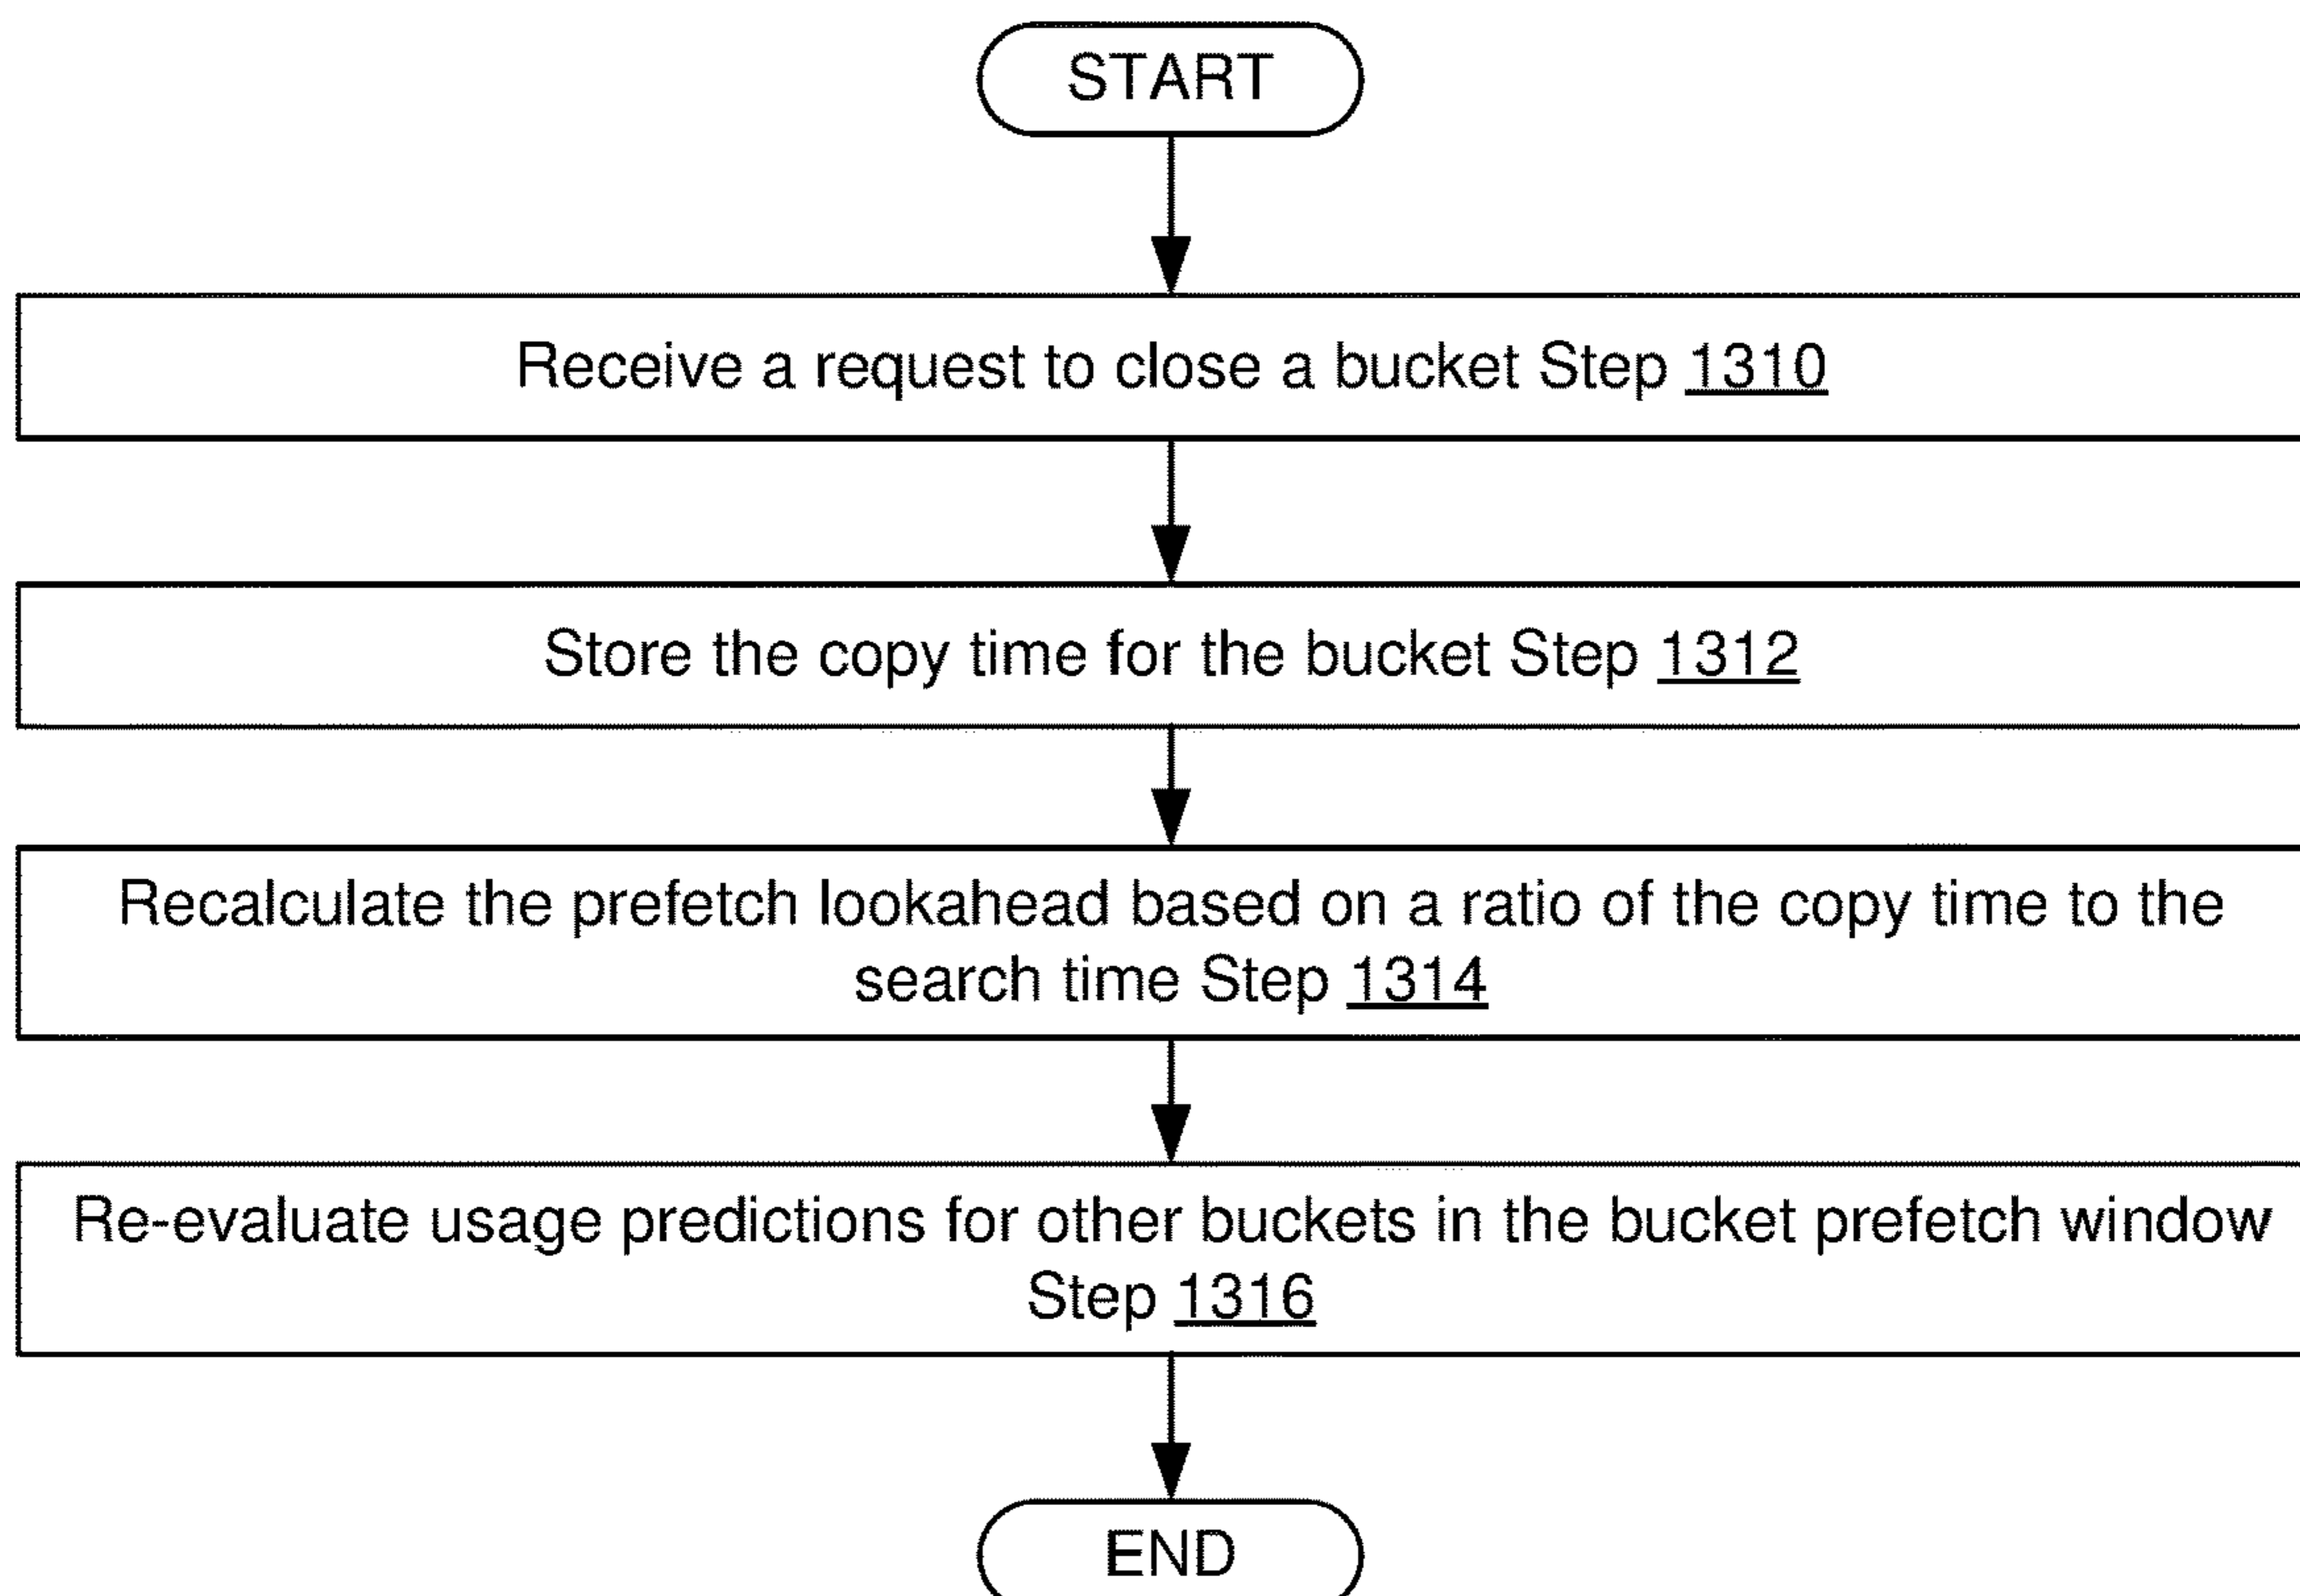 START
Receive a request to close a bucket Step 1310
Store the copy time for the bucket Step 1312
Recalculate the prefetch lookahead based on a ratio of the copy time to the
search time Step 1314
Re-evaluate usage predictions for other buckets in the bucket prefetch window
Step 1316
END